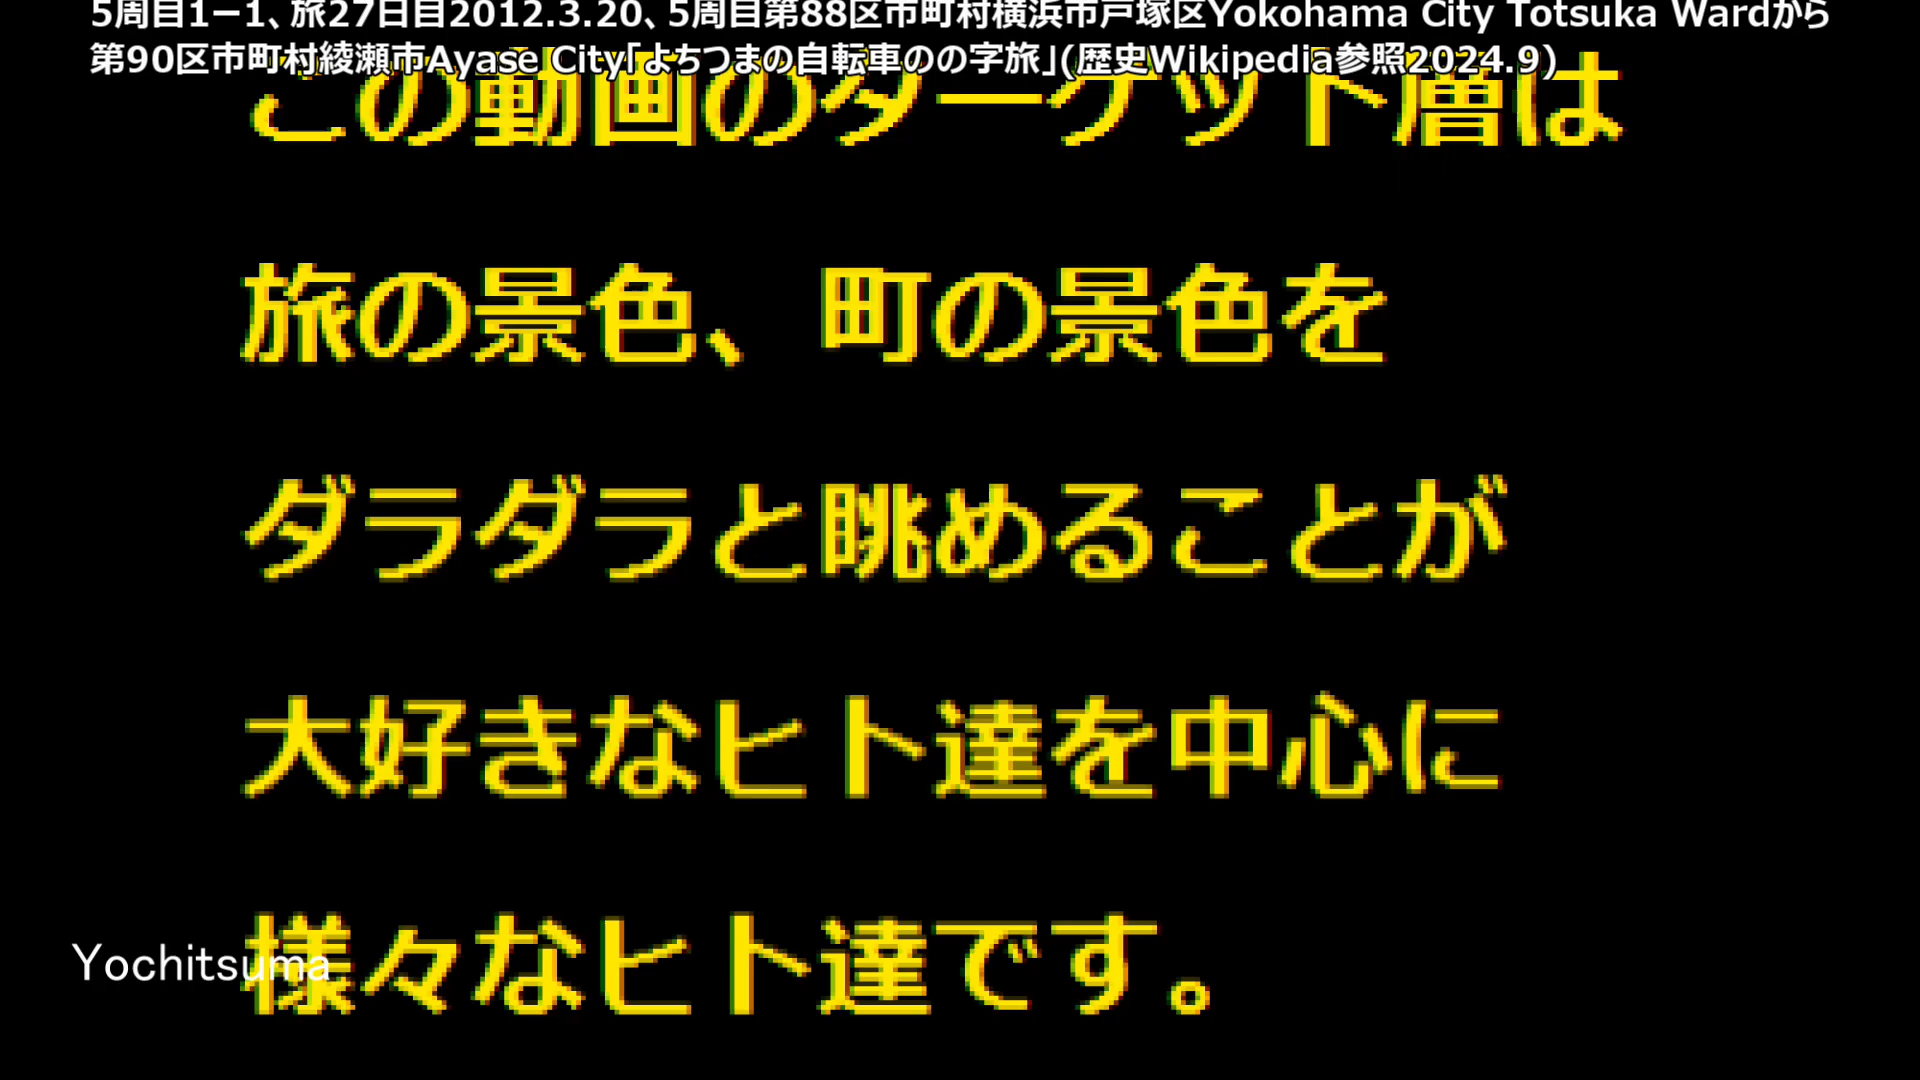 5周目1ー1、旅27日目2012.3.20、5周目第88区市町村横浜市戸塚区Yokohama City Totsuka Wardから
第90区市町村綾瀬市Ayase City「よちつまの自転車のの字旅」(歴史Wikipedia参照2024.9)
この動画のターゲット層は
旅の景色、町の景色を
ダラダラと眺めることが
大好きなヒト達を中心に
様々なヒト達です。
Yochitsuma